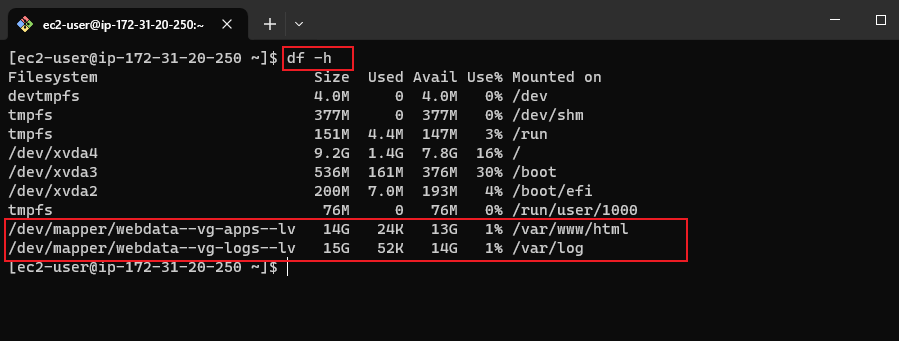 ec2-user@ip-172-31-20-250:~
[ec2-user@ip-172-31-20-250 ~]$ df -h
Filesystem                         Size  Used Avail Use% Mounted on
devtmpfs                           4.0M     0  4.0M   0% /dev
tmpfs                              377M     0  377M   0% /dev/shm
tmpfs                              151M  4.4M  147M   3% /run
/dev/xvda4                         9.2G  1.4G  7.8G  16% /
/dev/xvda3                         536M  161M  376M  30% /boot
/dev/xvda2                         200M  7.0M  193M   4% /boot/efi
tmpfs                               76M     0   76M   0% /run/user/1000
/dev/mapper/webdata--vg-apps--lv   14G   24K   13G   1% /var/www/html
/dev/mapper/webdata--vg-logs--lv   15G   52K   14G   1% /var/log
[ec2-user@ip-172-31-20-250 ~]$